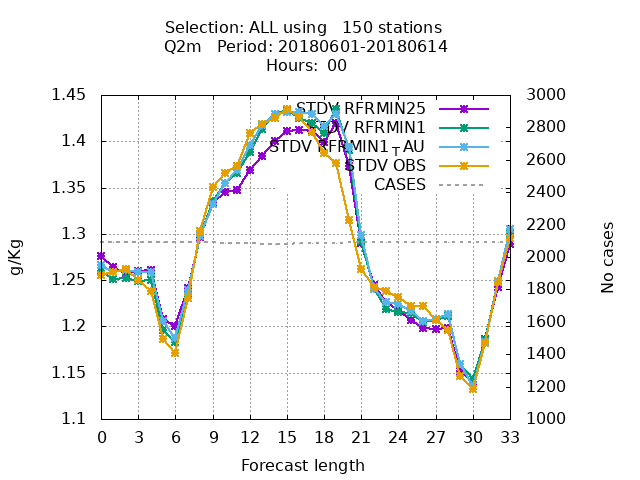 Selection: ALL using   150 stations
Q2m   Period: 20180601-20180614
Hours:  00
1.45
1.4
1.35
1.3
1.25
1.2
1.15
1.1
g/Kg
3000
2800
2600
2400
2200
2000
1800
1600
1400
1200
1000
No cases
STDV RFRMIN25
STDV RFRMIN1
STDV RFRMIN1┬AU
STDV OBS
CASES
0 3 6 9 12 15 18 21 24 27 30 33
Forecast length